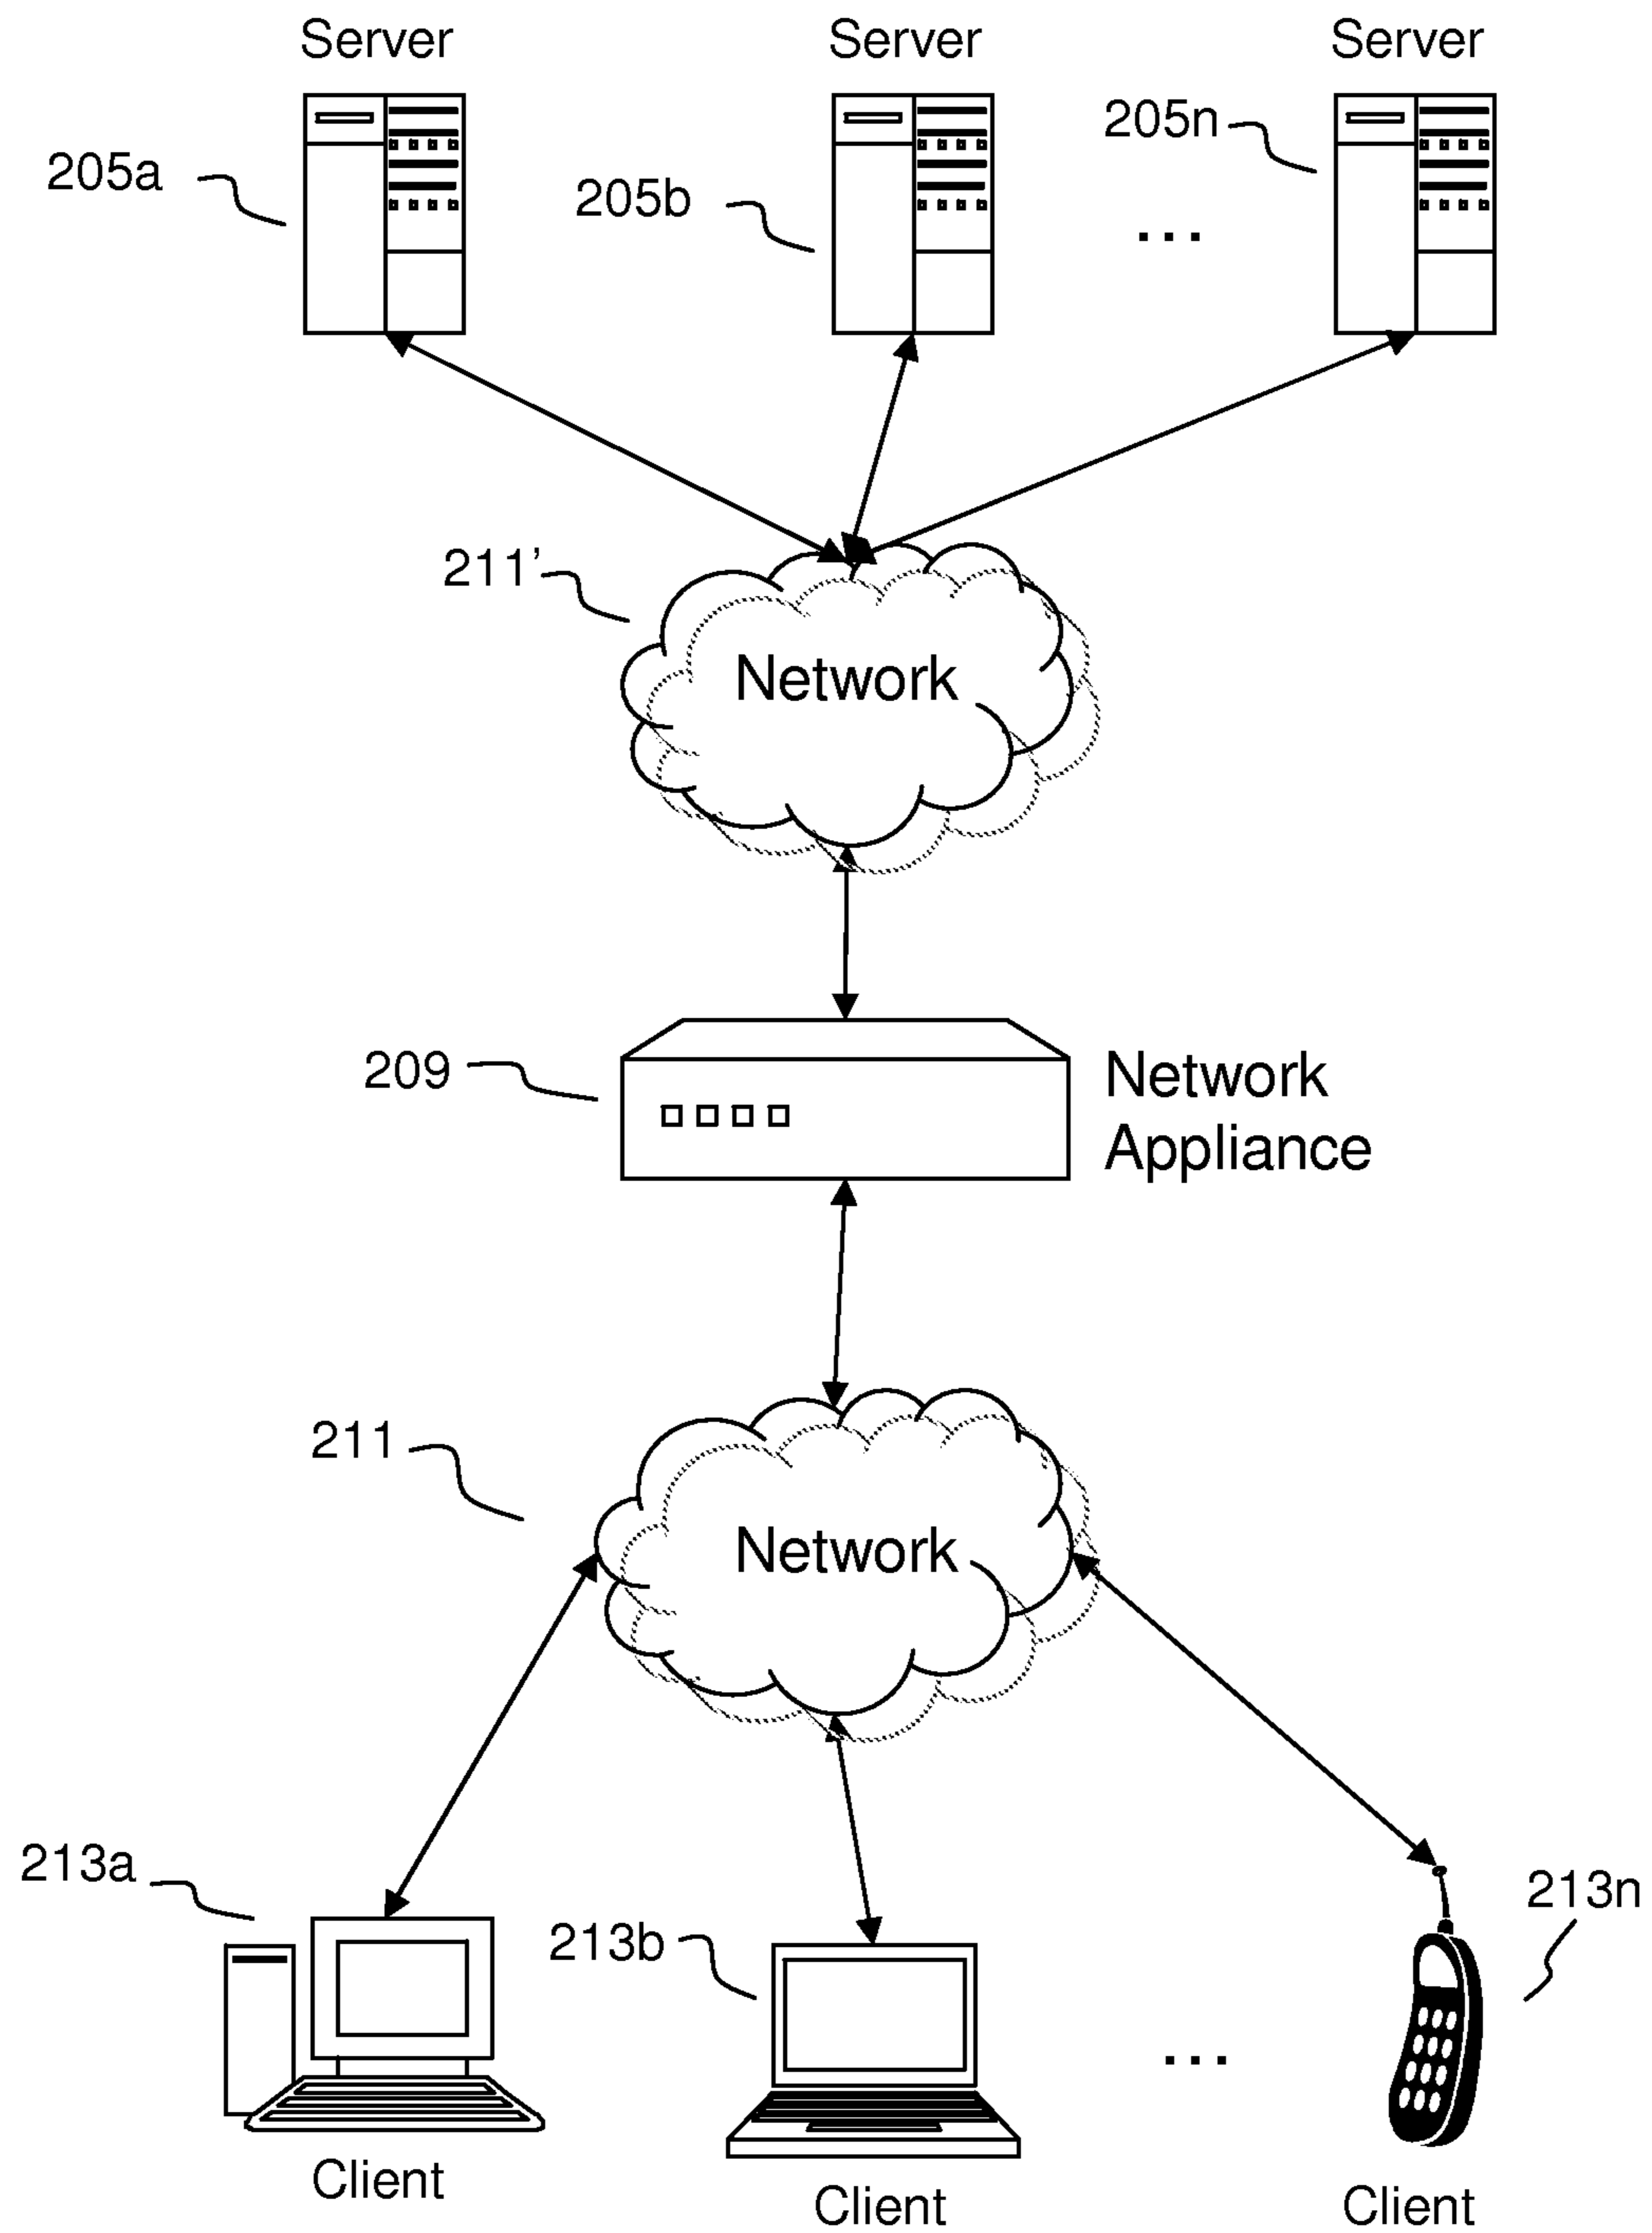 Server
Server
Server
205a
205b
205n
...
211’
Network
209
Network
Appliance
211
Network
213a
213b
213n
...
Client
Client
Client